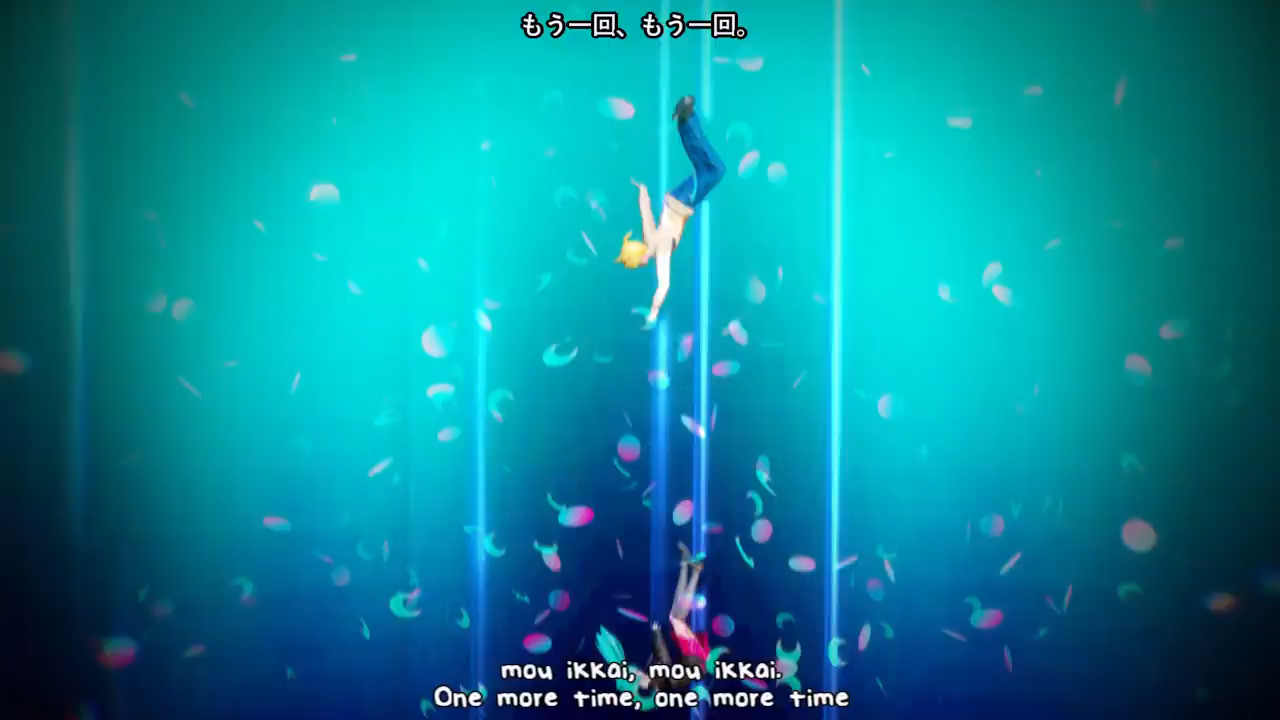 もう一回、もう一回。
mou ikkai, mou ikkai.
One more time, one more time